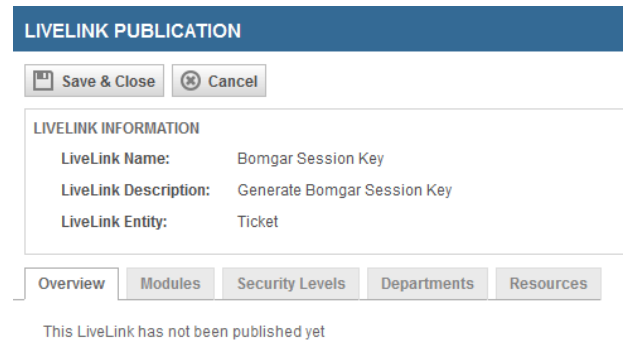 LIVELINK PUBLICATION
Save & Close Cancel
LIVELINK INFORMATION
LiveLink Name: Bomgar Session Key
LiveLink Description: Generate Bomgar Session Key
LiveLink Entity: Ticket
Overview Modules Security Levels Departments Resources
This LiveLink has not been published yet